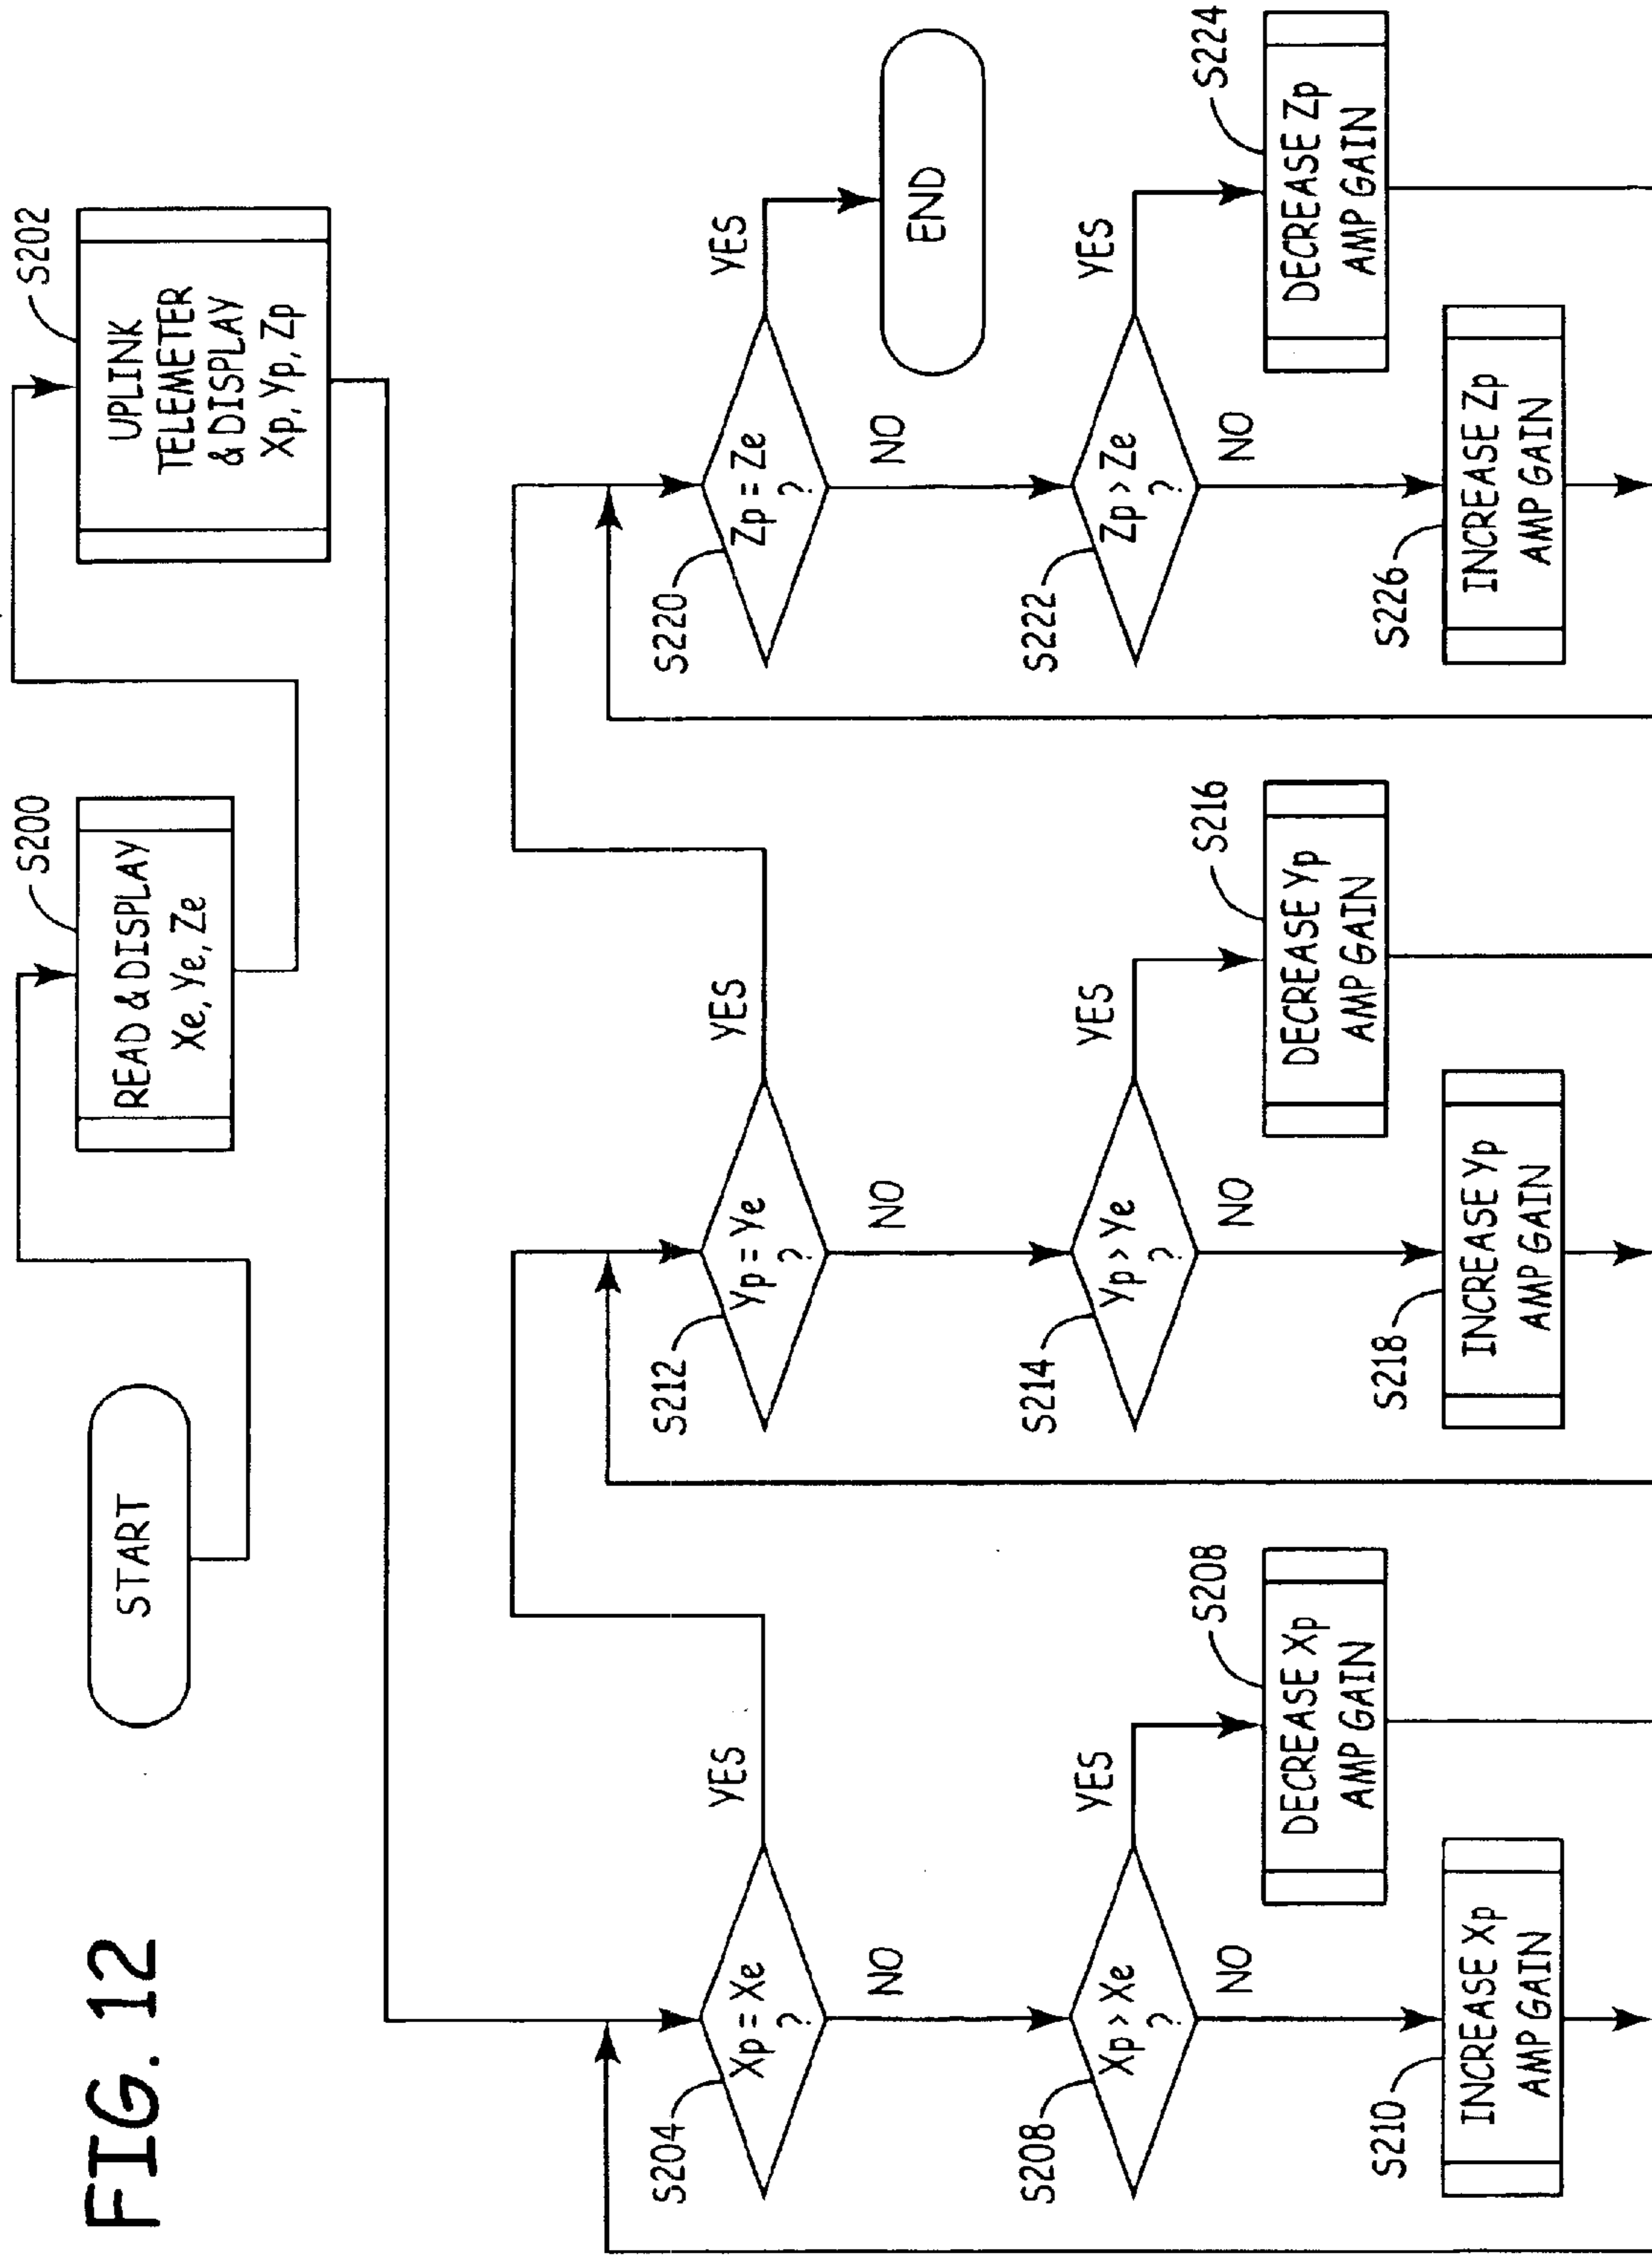 FIG. 12
START
S200
READ & DISPLAY
Xe, Ye, Ze
S202
UPLINK
TELEMETER
& DISPLAY
Xp, Yp, Zp
S204
Xp = Xe
?
YES
NO
S208
Xp > Xe
?
YES
NO
S208
DECREASE Xp
AMP GAIN
S210
INCREASE Xp
AMP GAIN
S212
Yp = Ye
?
YES
NO
S214
Yp > Ye
?
YES
NO
S216
DECREASE Yp
AMP GAIN
S218
INCREASE Yp
AMP GAIN
S220
Zp = Ze
?
YES
NO
END
S222
Zp > Ze
?
YES
NO
S224
DECREASE Zp
AMP GAIN
S226
INCREASE Zp
AMP GAIN